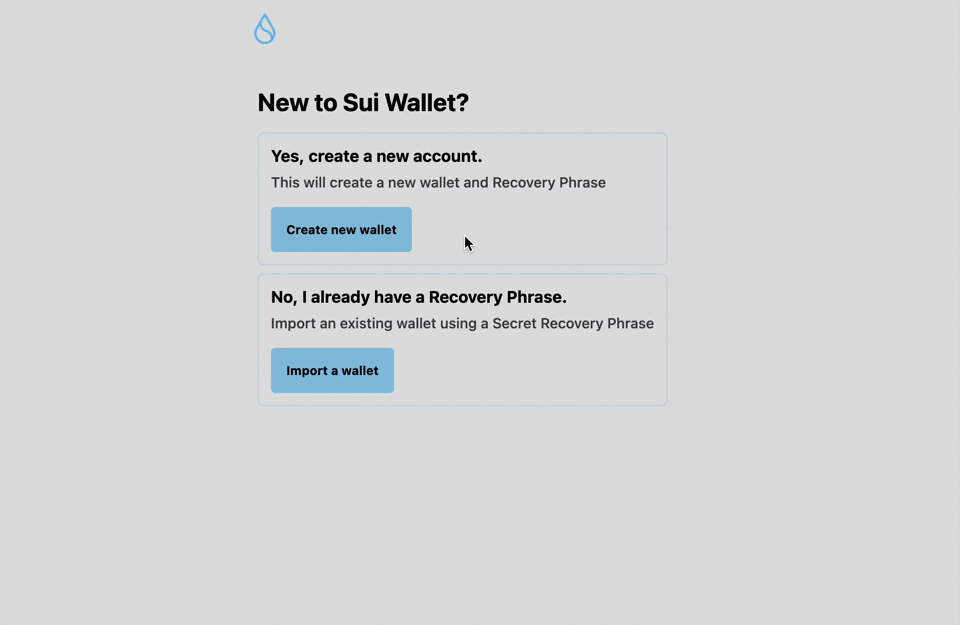 New to Sui Wallet?
Yes, create a new account.
This will create a new wallet and Recovery Phrase
Create new wallet
No, I already have a Recovery Phrase.
Import an existing wallet using a Secret Recovery Phrase
Import a wallet